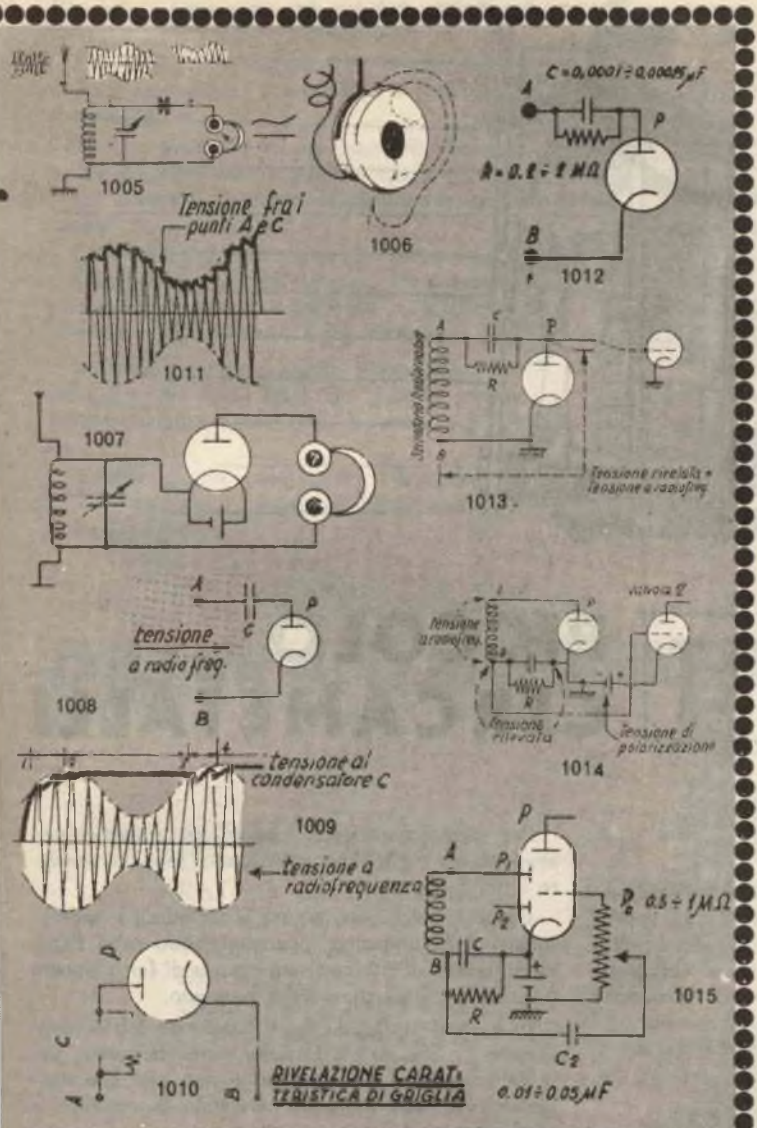 1005
1006
C = 0,0001 ÷ 0,00025 µF
A
P
R = 0.2 ÷ 2 MΩ
B
1012
Tensione fra i
punti A e C
1011
1007
A
C
P
R
B
1013
Tensione rivelata +
Tensione a radiofreq.
A
C
P
tensione
a radio freq.
B
1008
tensione
a radiofreq.
P
valvola 2ª
R
tensione
rilevata
tensione di
polarizzazione
1014
tensione al
condensatore C
1009
tensione a
radiofrequenza
P
A
P1
P2
0.5 ÷ 1 MΩ
B
C
R
1015
C2
0.01 ÷ 0.05 µF
P
C
A
1010
B
RIVELAZIONE CARAT=
TERISTICA DI GRIGLIA